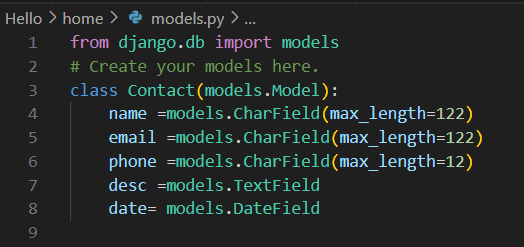 Hello > home > models.py > ...
1 from django.db import models
2 # Create your models here.
3 class Contact(models.Model):
4     name =models.CharField(max_length=122)
5     email =models.CharField(max_length=122)
6     phone =models.CharField(max_length=12)
7     desc =models.TextField
8     date= models.DateField
9